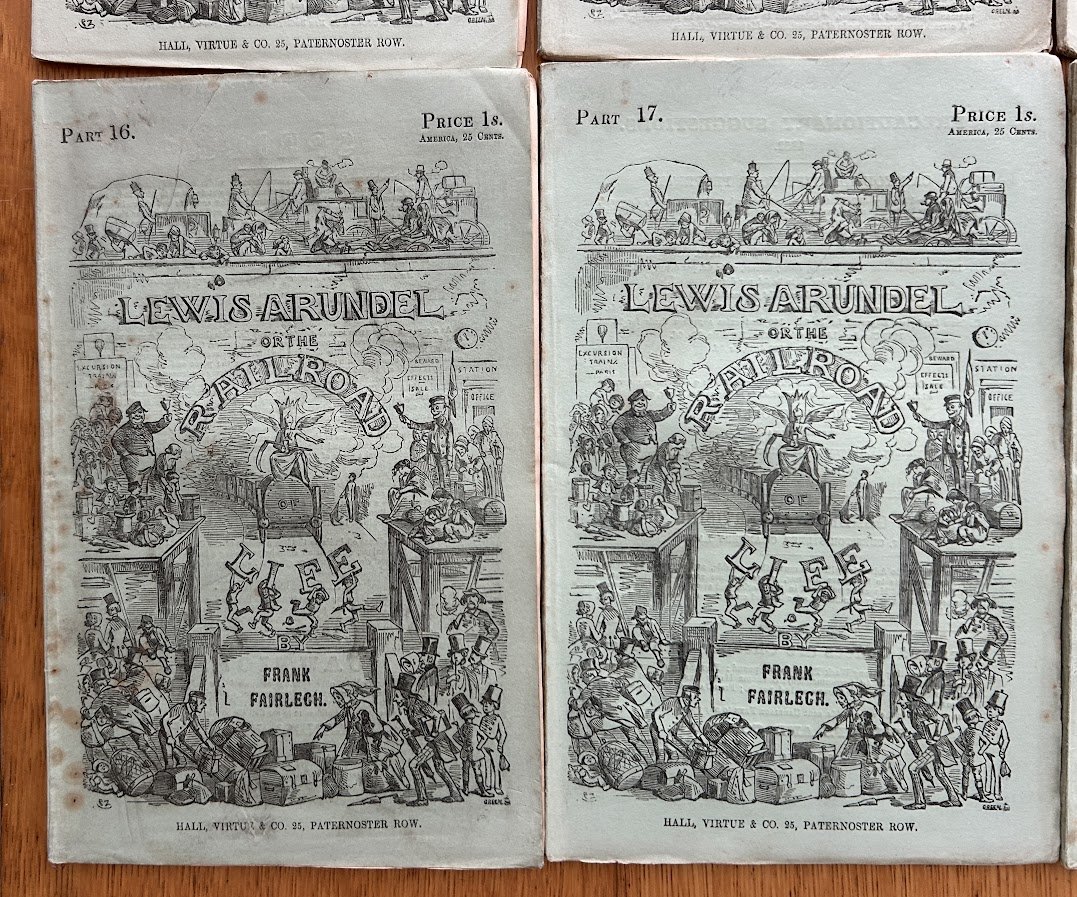 HALL, VIRTUE & CO. 25, PATERNOSTER ROW.
HALL, VIRTUE & CO. 25, PATERNOSTER ROW.
PART 16.
PRICE 1s.
AMERICA, 25 CENTS.
LEWIS ARUNDEL
OR THE
RAILROAD
EXCURSION
TRAINS
PARIS
REWARD
EFFECTS
SALE
STATION
OFFICE
OF
LIFE
BY
FRANK
FAIRLEGH.
GREEN.
HALL, VIRTUE & CO. 25, PATERNOSTER ROW.
PART 17.
PRICE 1s.
AMERICA, 25 CENTS.
LEWIS ARUNDEL
OR THE
RAILROAD
EXCURSION
TRAINS
PARIS
REWARD
EFFECTS
SALE
STATION
OFFICE
OF
LIFE
BY
FRANK
FAIRLEGH.
GREEN.
HALL, VIRTUE & CO. 25, PATERNOSTER ROW.